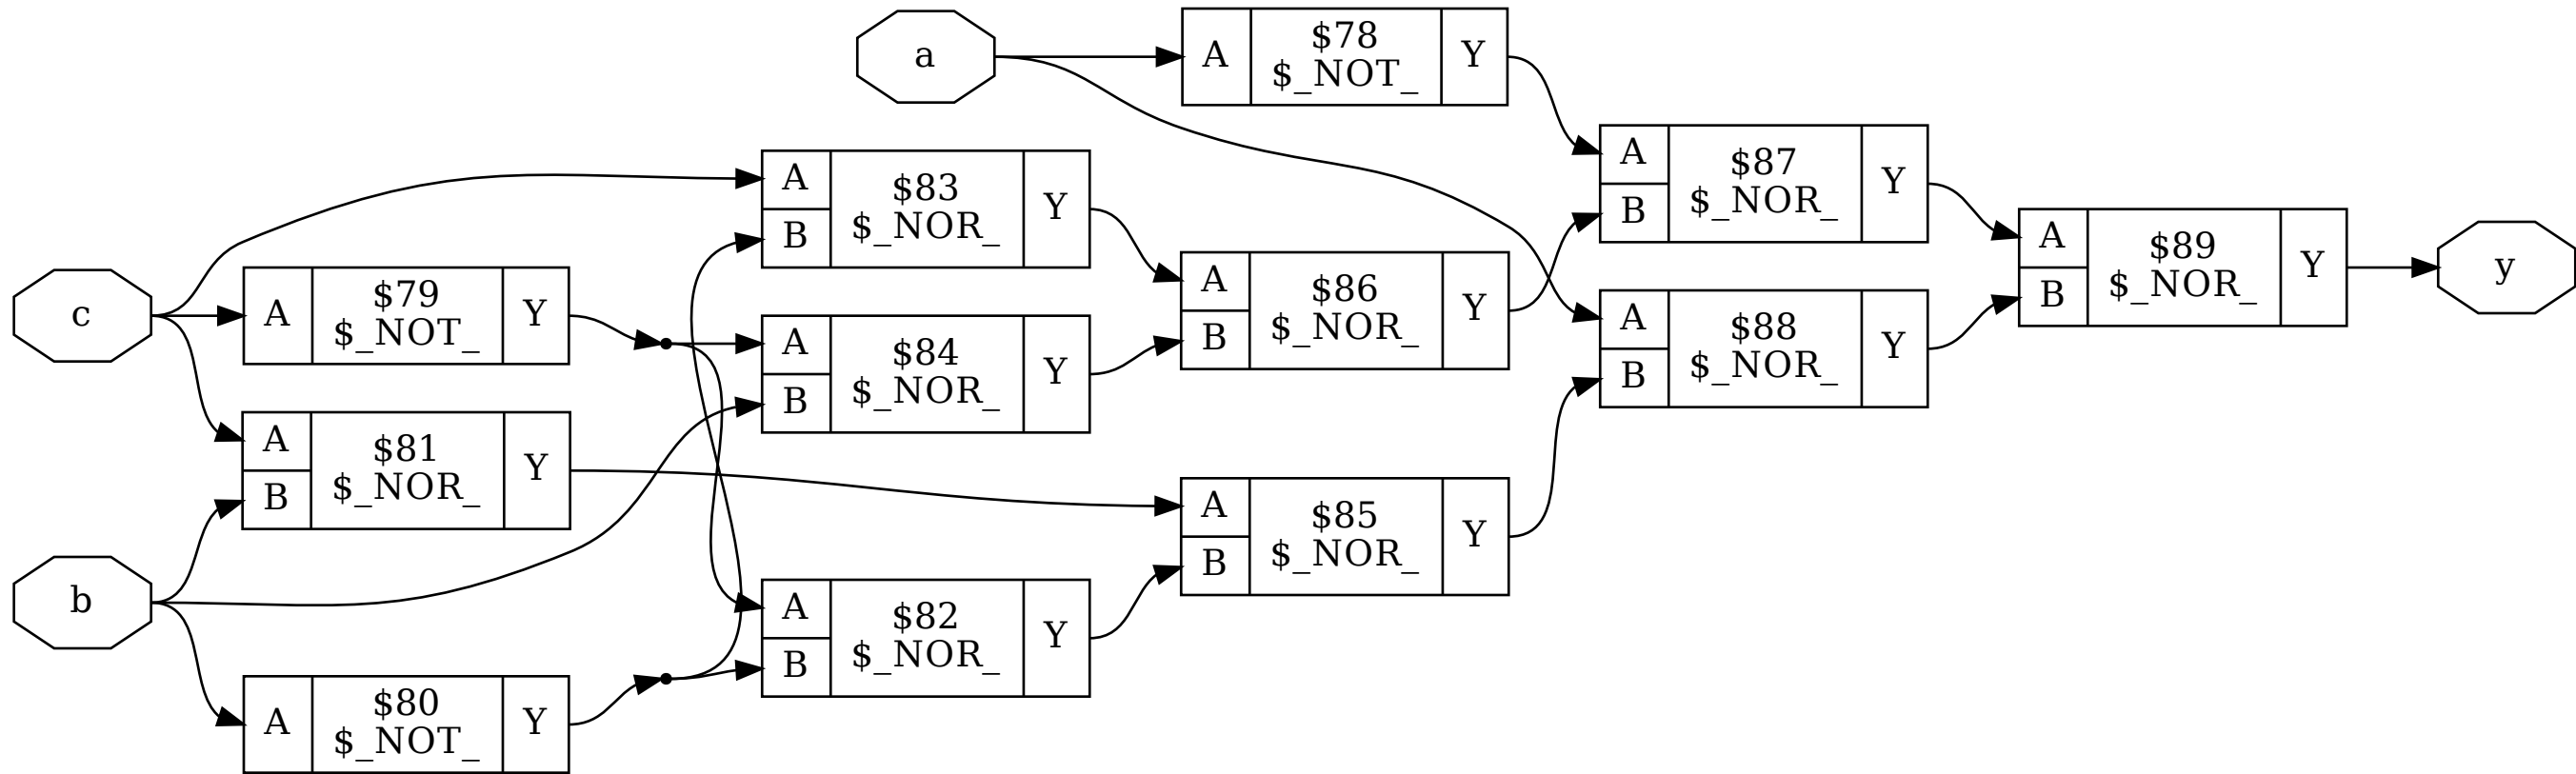 a
A
$78
$_NOT_
Y
A
B
$87
$_NOR_
Y
A
B
$83
$_NOR_
Y
A
B
$89
$_NOR_
Y
y
c
A
$79
$_NOT_
Y
A
B
$86
$_NOR_
Y
A
B
$88
$_NOR_
Y
A
B
$84
$_NOR_
Y
A
B
$81
$_NOR_
Y
A
B
$85
$_NOR_
Y
b
A
B
$82
$_NOR_
Y
A
$80
$_NOT_
Y